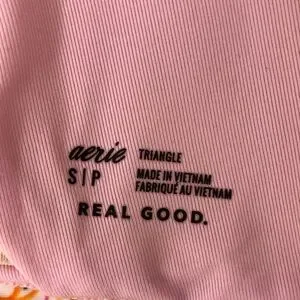 aerie TRIANGLE
S|P MADE IN VIETNAM
FABRIQUÉ AU VIETNAM
REAL GOOD.